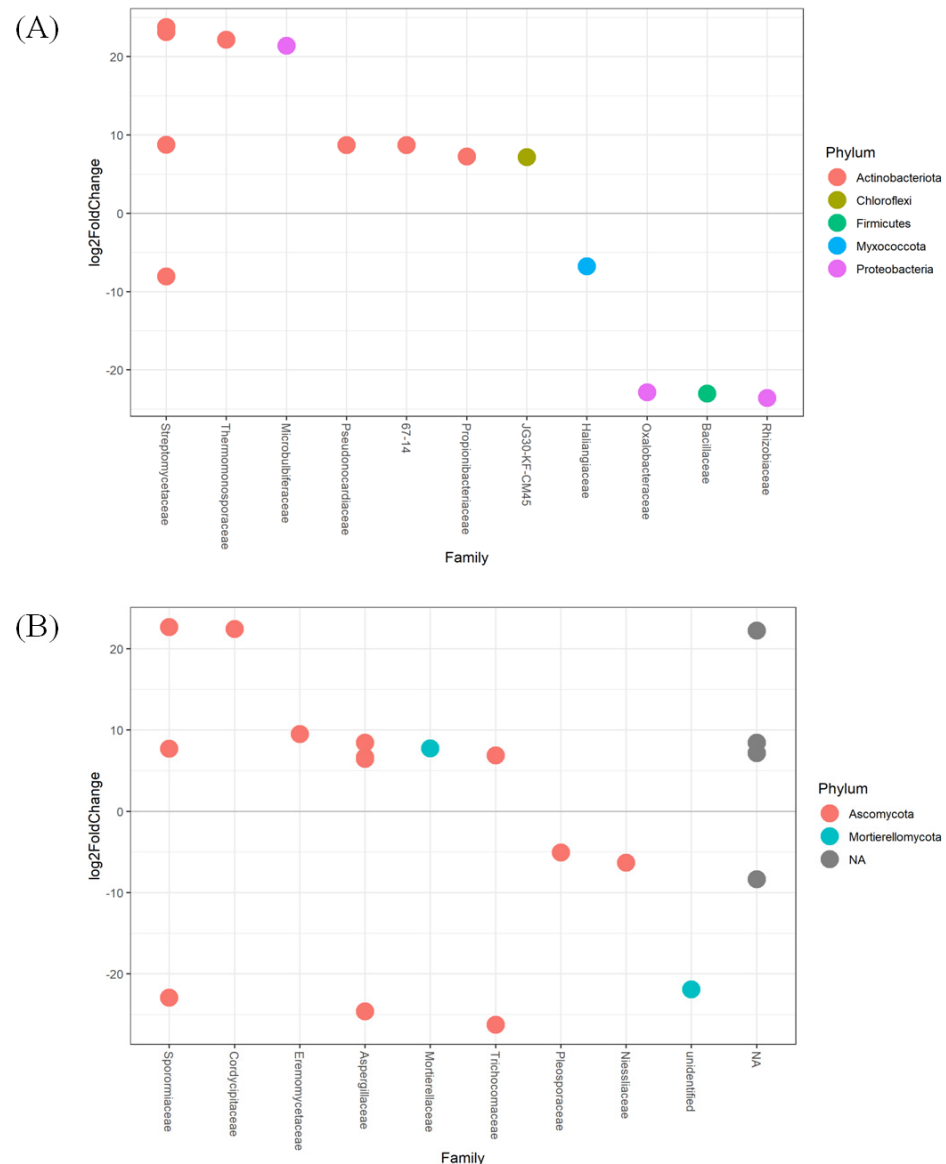 (A)
20
10
0
-10
-20
log2FoldChange
Streptomycetaceae
Thermomonosporaceae
Microbulbiferaceae
Pseudonocardiaceae
67-14
Propionibacteriaceae
JG30-KF-CM45
Haliangiaceae
Oxalobacteraceae
Bacillaceae
Rhizobiaceae
Family
Phylum
Actinobacteriota
Chloroflexi
Firmicutes
Myxococcota
Proteobacteria
(B)
20
10
0
-10
-20
log2FoldChange
Sporormiaceae
Cordycipitaceae
Eremomycetaceae
Aspergillaceae
Mortierellaceae
Trichocomaceae
Pleosporaceae
Niessliaceae
unidentified
NA
Family
Phylum
Ascomycota
Mortierellomycota
NA